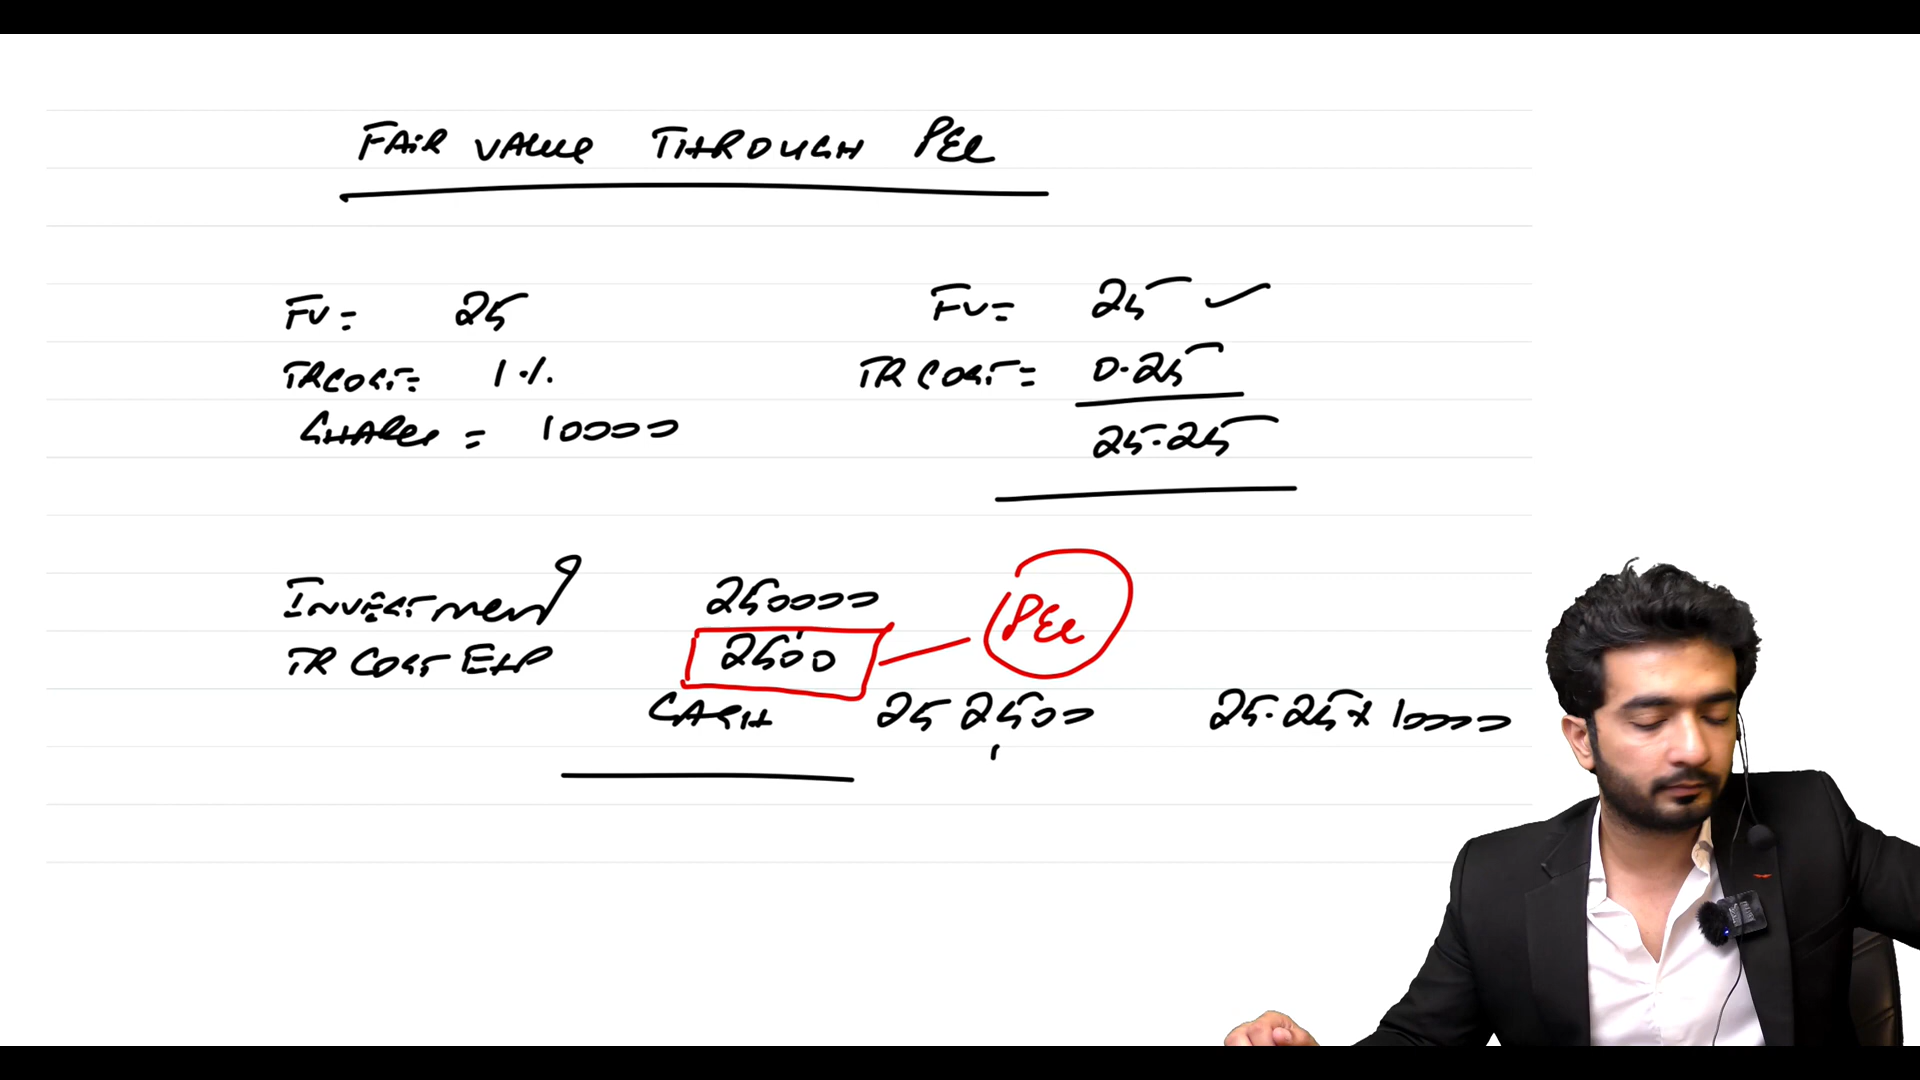 FAIR VALUE THROUGH P&L
FV = 25
TR COST = 1%
SHARES = 10000
FV = 25 ✓
TR COST = 0.25
25.25
INVESTMENT 250000
TR COST EXP 2500
P&L
CASH 252500
25.25 x 10000